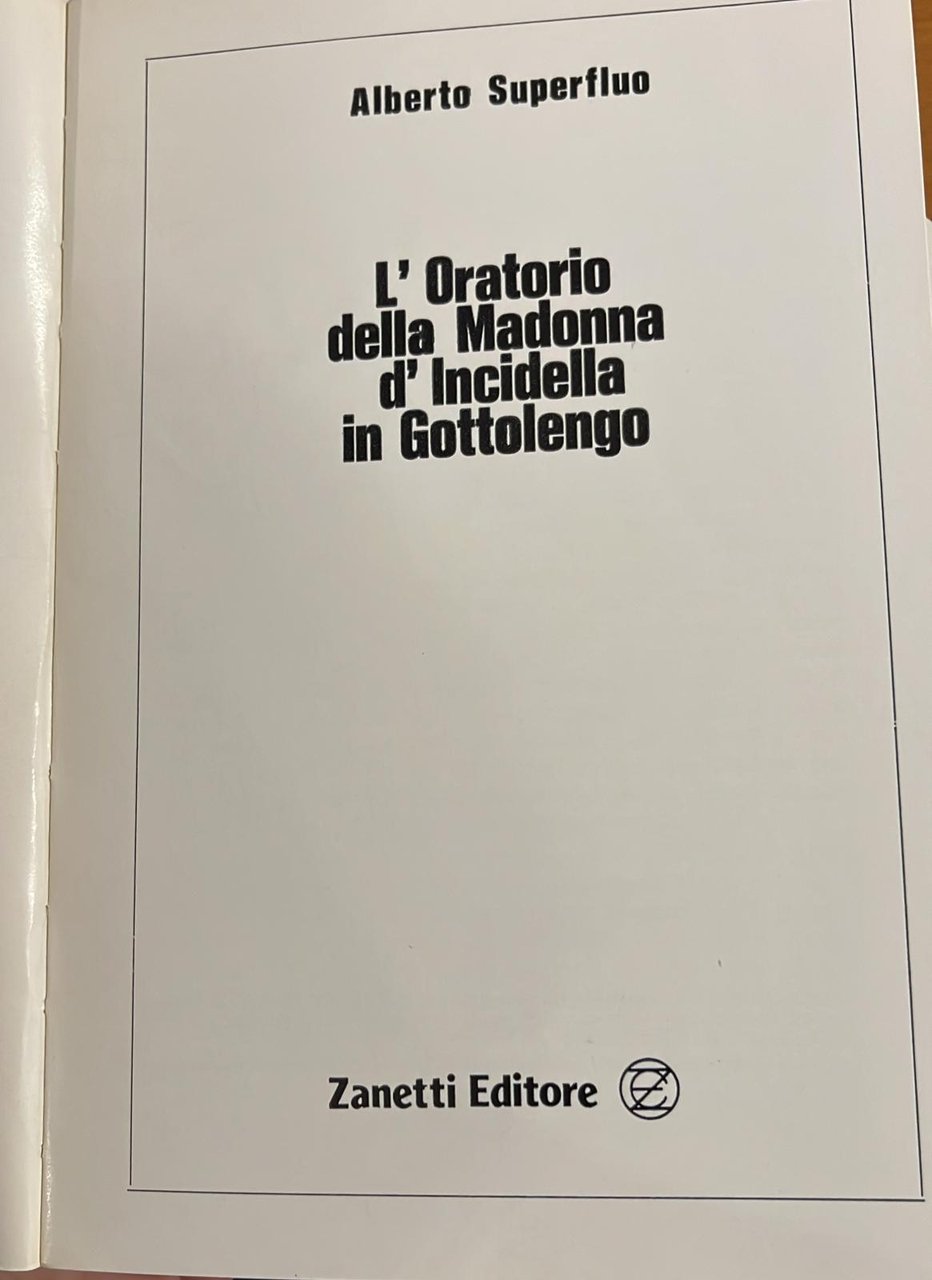 Alberto Superfluo
L' Oratorio
della Madonna
d' Incidella
in Gottolengo
Zanetti Editore